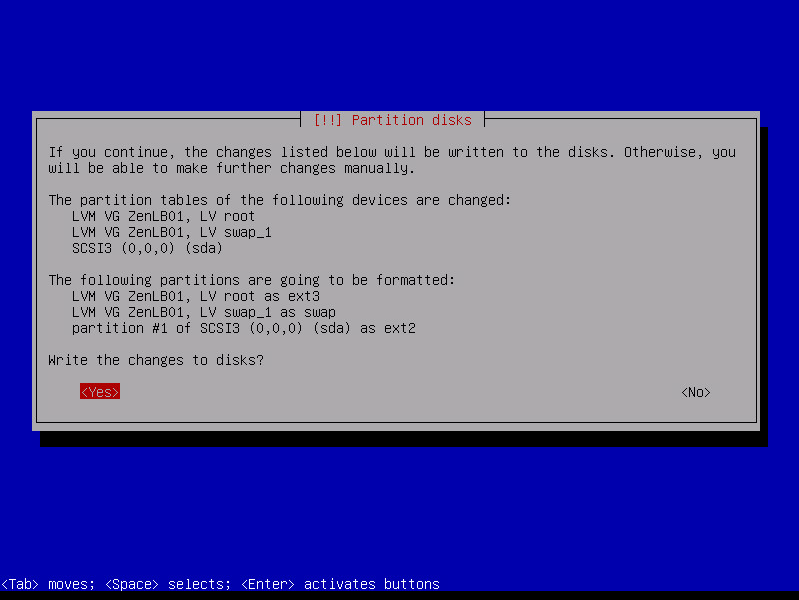 [!!] Partition disks
If you continue, the changes listed below will be written to the disks. Otherwise, you
will be able to make further changes manually.
The partition tables of the following devices are changed:
LVM VG ZenLB01, LV root
LVM VG ZenLB01, LV swap_1
SCSI3 (0,0,0) (sda)
The following partitions are going to be formatted:
LVM VG ZenLB01, LV root as ext3
LVM VG ZenLB01, LV swap_1 as swap
partition #1 of SCSI3 (0,0,0) (sda) as ext2
Write the changes to disks?
<Yes> <No>
<Tab> moves; <Space> selects; <Enter> activates buttons